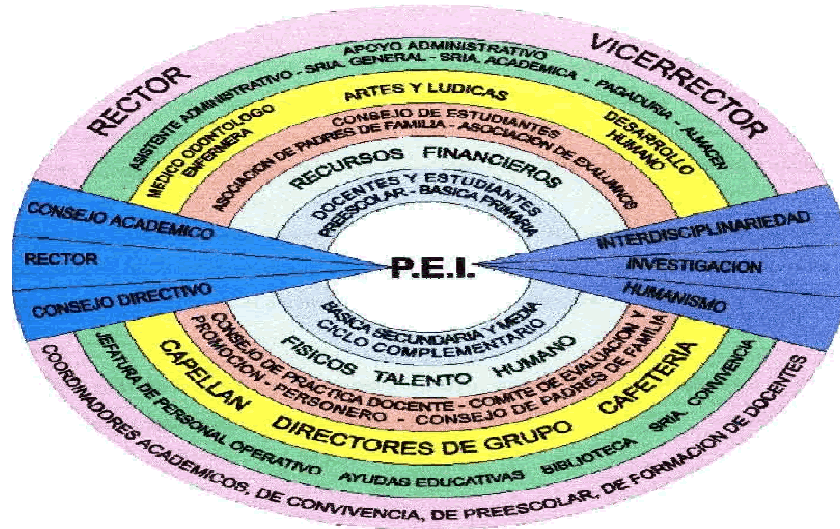 RECTOR
VICERRECTOR
APOYO ADMINISTRATIVO
ASISTENTE ADMINISTRATIVO - SRIA. GENERAL - SRIA. ACADEMICA - PAGADURIA - ALMACEN
ARTES Y LUDICAS
MEDICO ODONTOLOGO
ENFERMERA
DESARROLLO
HUMANO
CONSEJO DE ESTUDIANTES
ASOCIACION DE PADRES DE FAMILIA - ASOCIACION DE EXALUMNOS
RECURSOS FINANCIEROS
DOCENTES Y ESTUDIANTES
PREESCOLAR - BASICA PRIMARIA
CONSEJO ACADEMICO
RECTOR
CONSEJO DIRECTIVO
P.E.I.
INTERDISCIPLINARIEDAD
INVESTIGACION
HUMANISMO
BASICA SECUNDARIA Y MEDIA
CICLO COMPLEMENTARIO
FISICOS TALENTO HUMANO
CONSEJO DE PRACTICA DOCENTE - COMITE DE EVALUACION Y
PROMOCION - PERSONERO - CONSEJO DE PADRES DE FAMILIA
CAPELLAN DIRECTORES DE GRUPO CAFETERIA
JEFATURA DE PERSONAL OPERATIVO AYUDAS EDUCATIVAS BIBLIOTECA SRIA CONVIVENCIA
COORDINADORES ACADEMICOS, DE CONVIVENCIA, DE PREESCOLAR, DE FORMACION DE DOCENTES